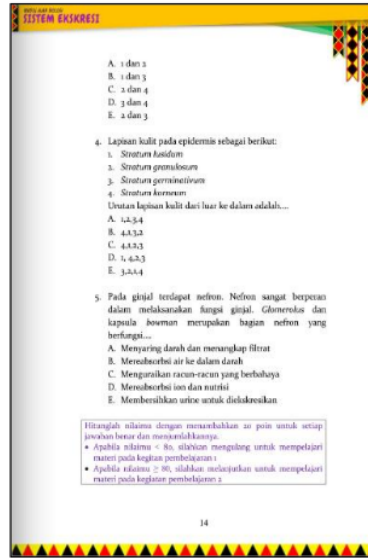 BUKU AJAR BIOLOGI
SISTEM EKSKRESI
A. 1 dan 2
B. 1 dan 3
C. 2 dan 4
D. 3 dan 4
E. 2 dan 3
4. Lapisan kulit pada epidermis sebagai berikut:
1. Stratum lusidum
2. Stratum granulosum
3. Stratum germinativum
4. Stratum korneum
Urutan lapisan kulit dari luar ke dalam adalah....
A. 1,2,3,4
B. 4,1,3,2
C. 4,1,2,3
D. 1, 4,2,3
E. 3,2,1,4
5. Pada ginjal terdapat nefron. Nefron sangat berperan
dalam melaksanakan fungsi ginjal. Glomerolus dan
kapsula bowman merupakan bagian nefron yang
berfungsi....
A. Menyaring darah dan menangkap filtrat
B. Mereabsorbsi air ke dalam darah
C. Menguraikan racun-racun yang berbahaya
D. Mereabsorbsi ion dan nutrisi
E. Membersihkan urine untuk diekskresikan
Hitunglah nilaimu dengan menambahkan 20 poin untuk setiap
jawaban benar dan menjumlahkannya.
• Apabila nilaimu < 80, silahkan mengulang untuk mempelajari
materi pada kegitan pembelajaran 1
• Apabila nilaimu ≥ 80, silahkan melanjutkan untuk mempelajari
materi pada kegiatan pembelajaran 2
14